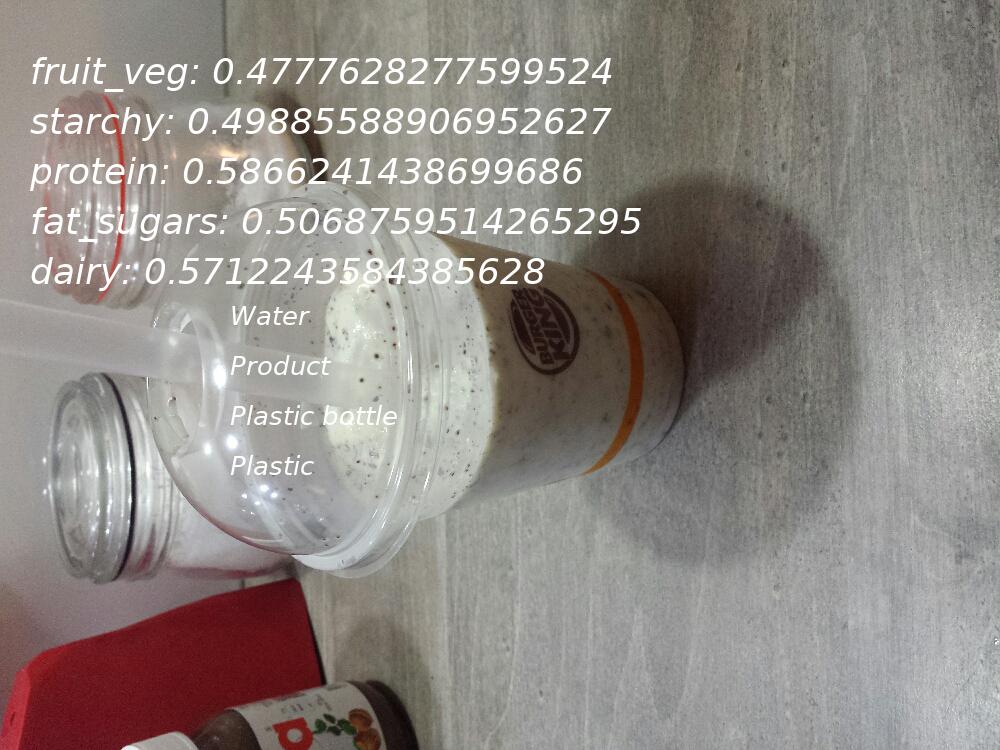 fruit_veg: 0.4777628277599524
starchy: 0.49885588906952627
protein: 0.5866241438699686
fat_sugars: 0.5068759514265295
dairy: 0.5712243584385628
Water
Product
Plastic bottle
Plastic
BURGER
KING
a